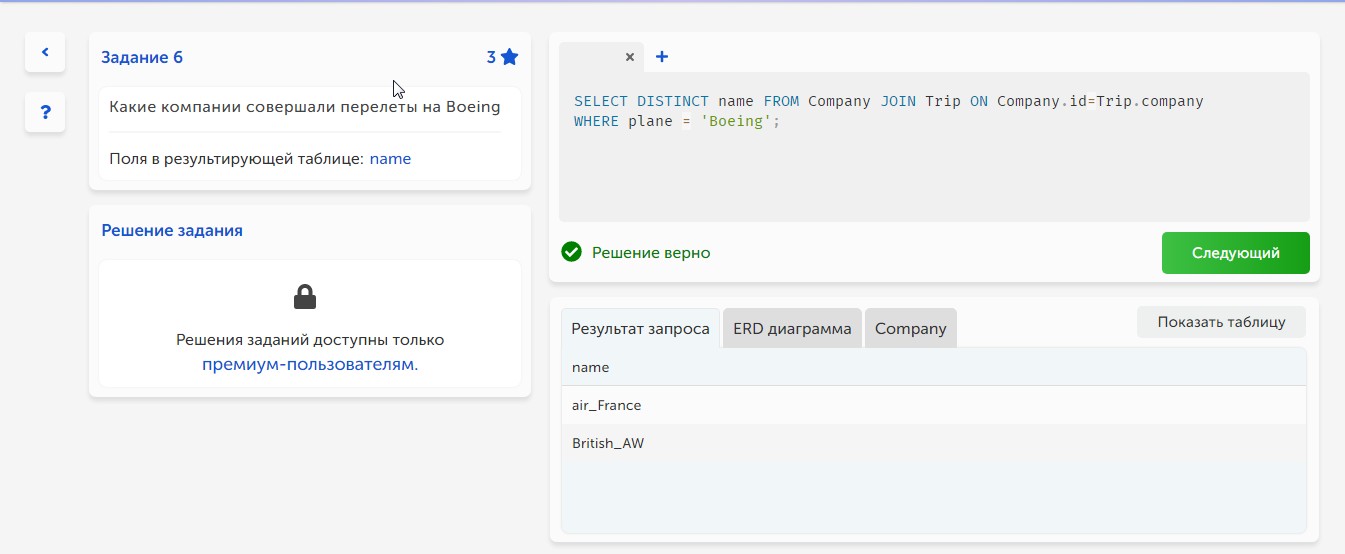 Задание 6
3
Какие компании совершали перелеты на Boeing
Поля в результирующей таблице: name
Решение задания
Решения заданий доступны только
премиум-пользователям.
?
SELECT DISTINCT name FROM Company JOIN Trip ON Company.id=Trip.company
WHERE plane = 'Boeing';
Решение верно
Следующий
Результат запроса
ERD диаграмма
Company
Показать таблицу
name
air_France
British_AW